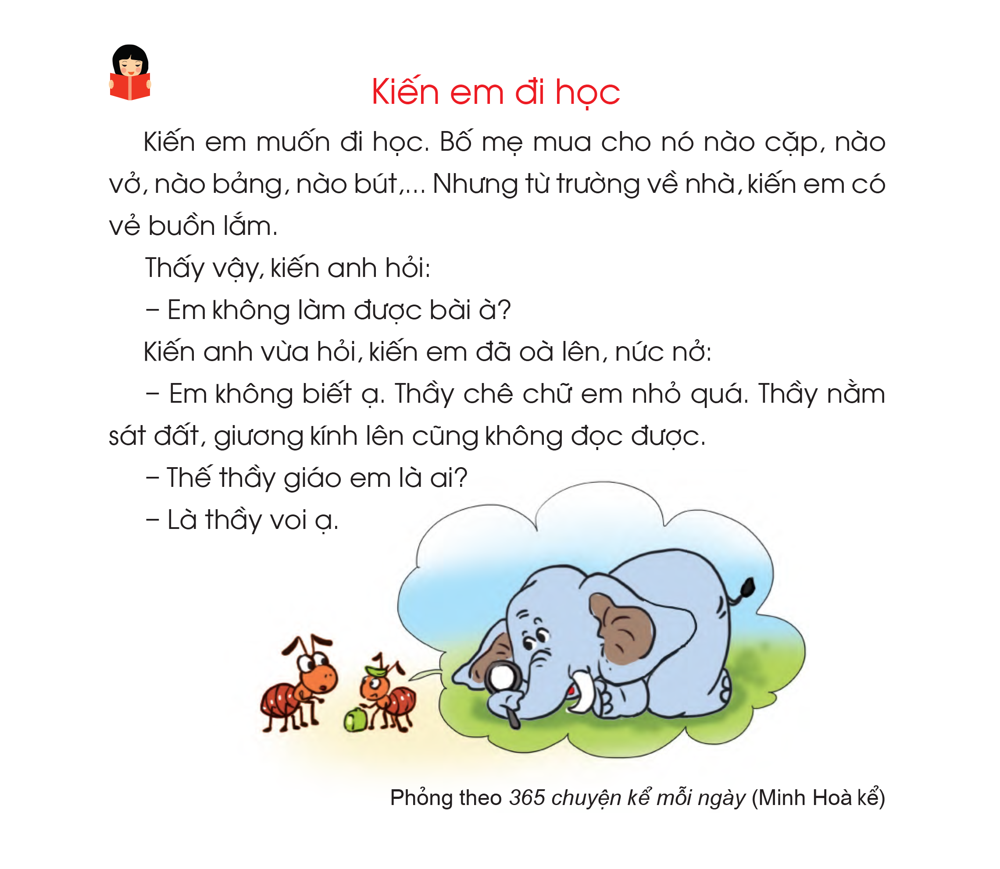 Kiến em đi học
Kiến em muốn đi học. Bố mẹ mua cho nó nào cặp, nào
vở, nào bảng, nào bút,... Nhưng từ trường về nhà, kiến em có
vẻ buồn lắm.
Thấy vậy, kiến anh hỏi:
– Em không làm được bài à?
Kiến anh vừa hỏi, kiến em đã oà lên, nức nở:
– Em không biết ạ. Thầy chê chữ em nhỏ quá. Thầy nằm
sát đất, giương kính lên cũng không đọc được.
– Thế thầy giáo em là ai?
– Là thầy voi ạ.
Phỏng theo 365 chuyện kể mỗi ngày (Minh Hoà kể)